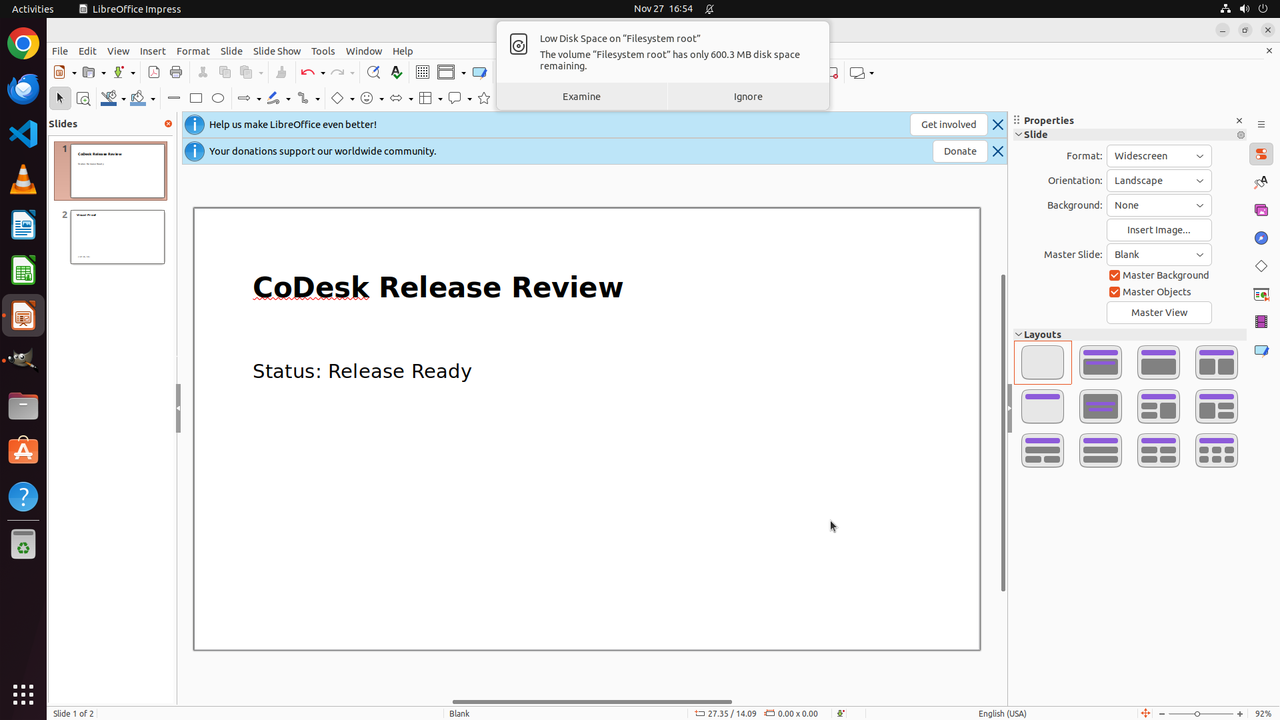 Activities
LibreOffice Impress
Nov 27 16:54
Low Disk Space on “Filesystem root”
The volume “Filesystem root” has only 600.3 MB disk space remaining.
Examine
Ignore
File Edit View Insert Format Slide Slide Show Tools Window Help
Slides
Help us make LibreOffice even better!
Get involved
Your donations support our worldwide community.
Donate
1
2
CoDesk Release Review
Status: Release Ready
Properties
Slide
Format: Widescreen
Orientation: Landscape
Background: None
Insert Image...
Master Slide: Blank
Master Background
Master Objects
Master View
Layouts
Slide 1 of 2
Blank
27.35 / 14.09
0.00 x 0.00
English (USA)
92%